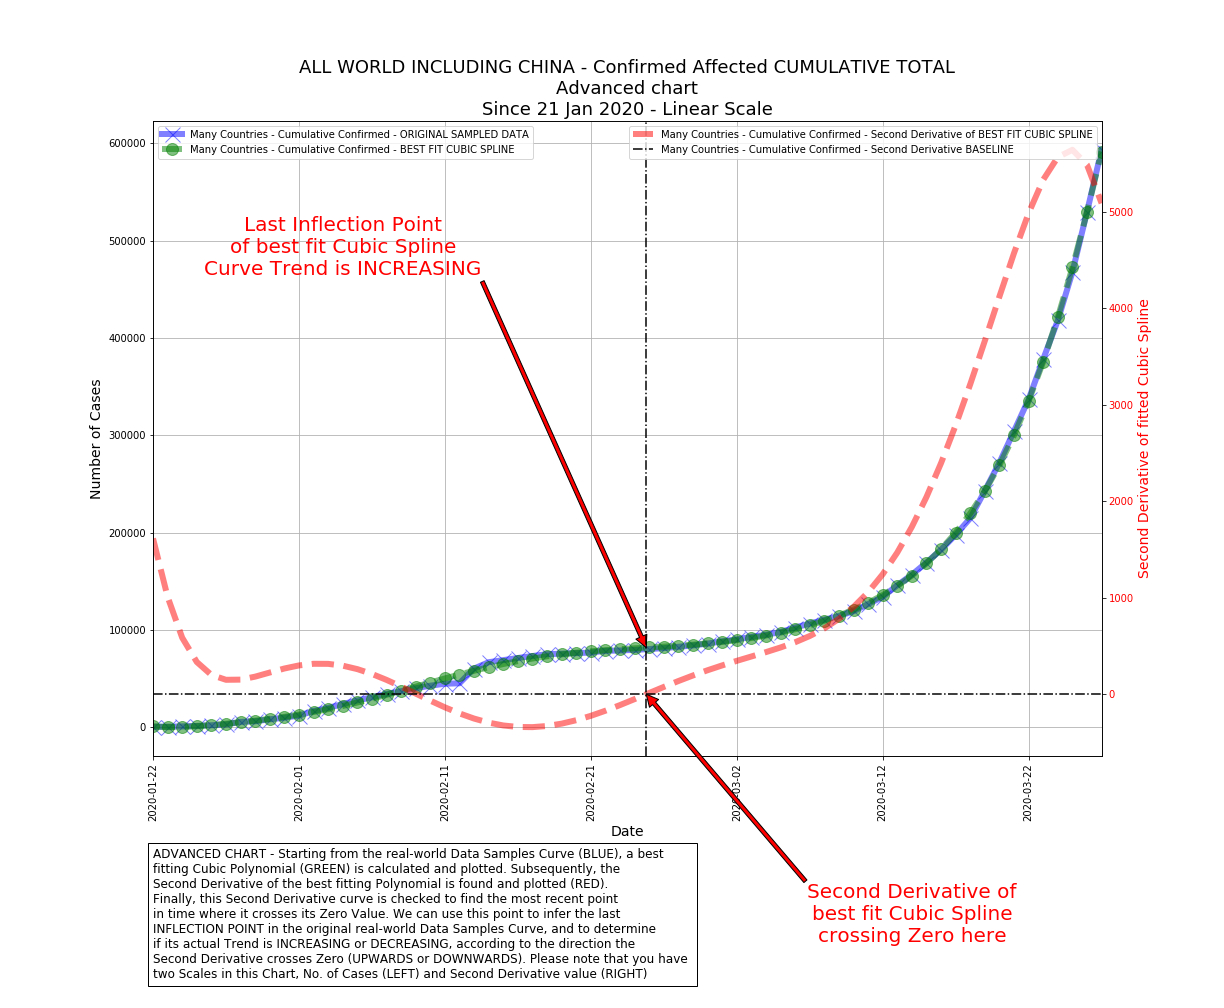 ALL WORLD INCLUDING CHINA - Confirmed Affected CUMULATIVE TOTAL
Advanced chart
Since 21 Jan 2020 - Linear Scale
Many Countries - Cumulative Confirmed - ORIGINAL SAMPLED DATA
Many Countries - Cumulative Confirmed - BEST FIT CUBIC SPLINE
Many Countries - Cumulative Confirmed - Second Derivative of BEST FIT CUBIC SPLINE
Many Countries - Cumulative Confirmed - Second Derivative BASELINE
Last Inflection Point
of best fit Cubic Spline
Curve Trend is INCREASING
Number of Cases
600000
500000
400000
300000
200000
100000
0
5000
4000
3000
2000
1000
0
Second Derivative of fitted Cubic Spline
2020-01-22
2020-02-01
2020-02-11
2020-02-21
2020-03-02
2020-03-12
2020-03-22
Date
ADVANCED CHART - Starting from the real-world Data Samples Curve (BLUE), a best
fitting Cubic Polynomial (GREEN) is calculated and plotted. Subsequently, the
Second Derivative of the best fitting Polynomial is found and plotted (RED).
Finally, this Second Derivative curve is checked to find the most recent point
in time where it crosses its Zero Value. We can use this point to infer the last
INFLECTION POINT in the original real-world Data Samples Curve, and to determine
if its actual Trend is INCREASING or DECREASING, according to the direction the
Second Derivative crosses Zero (UPWARDS or DOWNWARDS). Please note that you have
two Scales in this Chart, No. of Cases (LEFT) and Second Derivative value (RIGHT)
Second Derivative of
best fit Cubic Spline
crossing Zero here